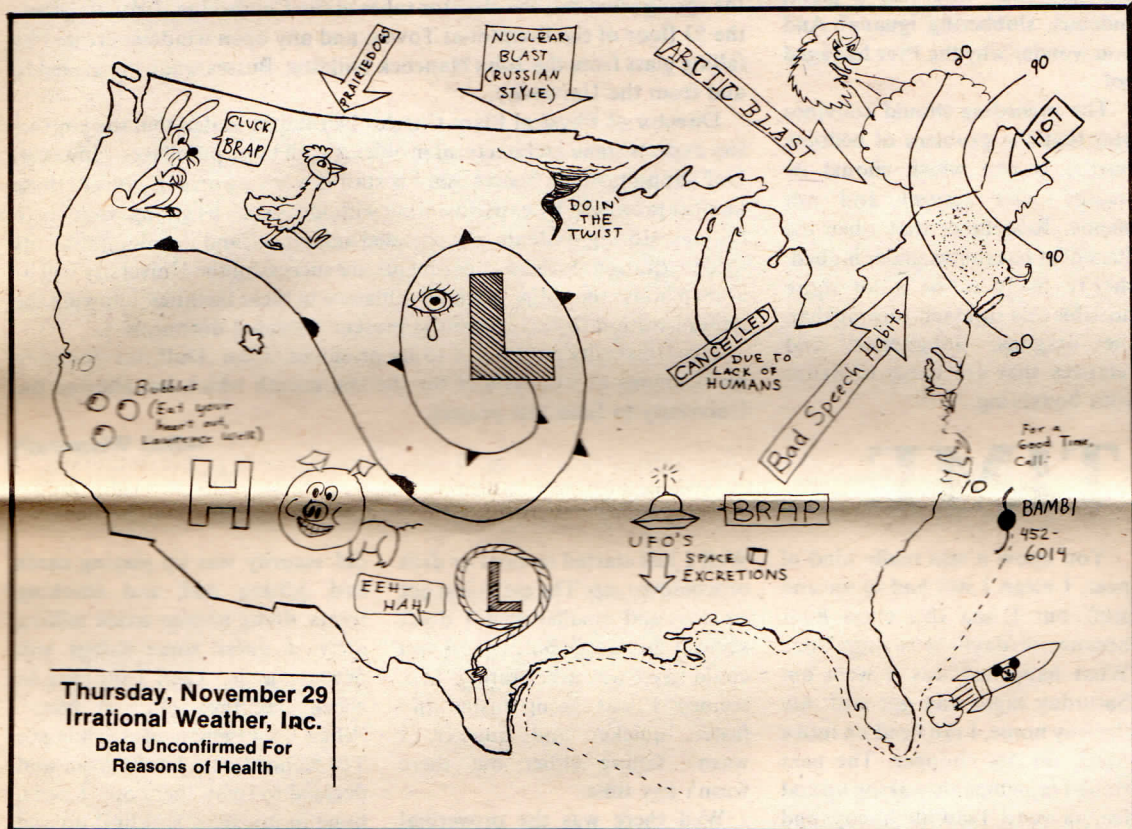 PRAIRIEDOGS
NUCLEAR
BLAST
(RUSSIAN
STYLE)
ARCTIC BLAST
20
90
HOT
CLUCK
BRAP
DOIN'
THE
TWIST
L
90
CANCELLED
DUE TO
LACK OF
HUMANS
Bad Speech Habits
20
10
Bubbles
(Eat your
heart out,
Lawrence Welk)
For a
Good Time,
Call:
H
10
BAMBI
452-
6014
UFO'S
BRAP
SPACE
EXCRETIONS
EEH-
HAH!
L
Thursday, November 29
Irrational Weather, Inc.
Data Unconfirmed For
Reasons of Health